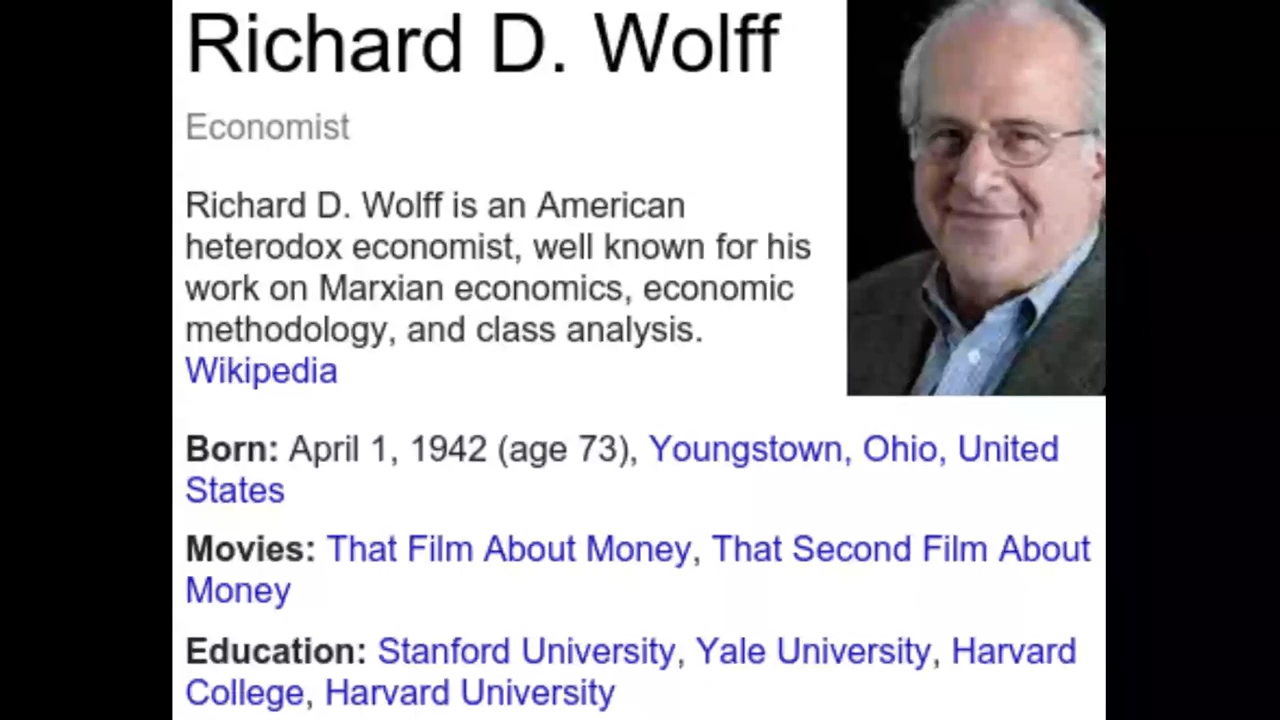 Richard D. Wolff
Economist
Richard D. Wolff is an American
heterodox economist, well known for his
work on Marxian economics, economic
methodology, and class analysis.
Wikipedia
Born: April 1, 1942 (age 73), Youngstown, Ohio, United
States
Movies: That Film About Money, That Second Film About
Money
Education: Stanford University, Yale University, Harvard
College, Harvard University